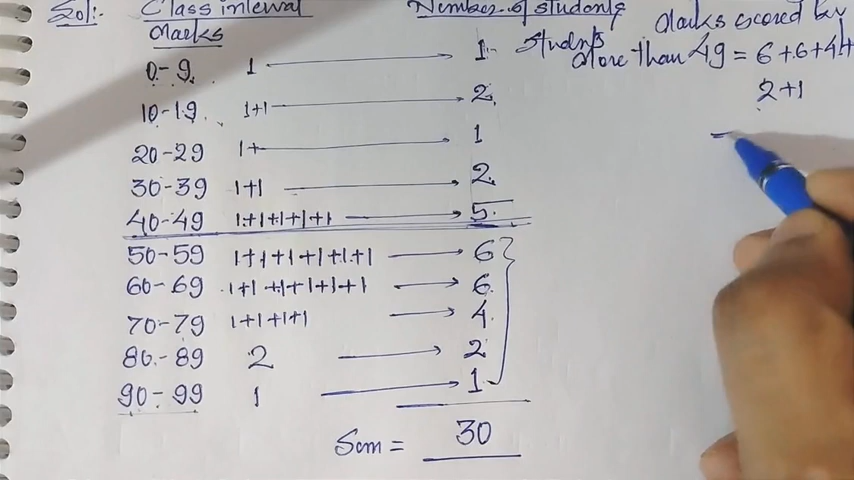 Sol:- Class interval Number of students
Marks
0-9. 1 1.
10-19. 1+1 2.
20-29 1+ 1
30-39 1+1 2.
40-49 1+1+1+1+1 5.
50-59 1+1+1+1+1+1 6
60-69 1+1+1+1+1+1 6.
70-79 1+1+1+1 4.
80-89 2 2
90-99 1 1
Sum = 30
Marks scored by
Students
More than 49 = 6+6+4+
2+1